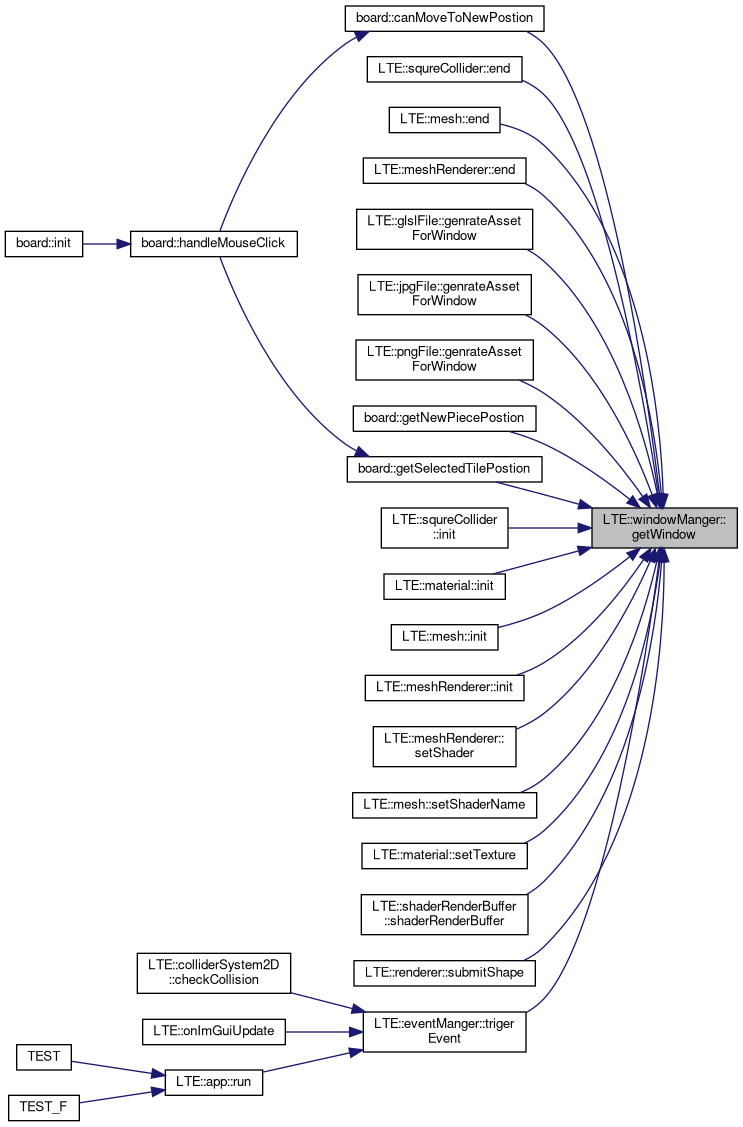 board::canMoveToNewPostion
LTE::squreCollider::end
LTE::mesh::end
LTE::meshRenderer::end
LTE::glslFile::genrateAsset
ForWindow
board::init
board::handleMouseClick
LTE::jpgFile::genrateAsset
ForWindow
LTE::pngFile::genrateAsset
ForWindow
board::getNewPiecePostion
board::getSelectedTilePostion
LTE::squreCollider
::init
LTE::windowManger::
getWindow
LTE::material::init
LTE::mesh::init
LTE::meshRenderer::init
LTE::meshRenderer::
setShader
LTE::mesh::setShaderName
LTE::material::setTexture
LTE::shaderRenderBuffer
::shaderRenderBuffer
LTE::renderer::submitShape
LTE::colliderSystem2D
::checkCollision
LTE::onImGuiUpdate
LTE::eventManger::triger
Event
TEST
LTE::app::run
TEST_F